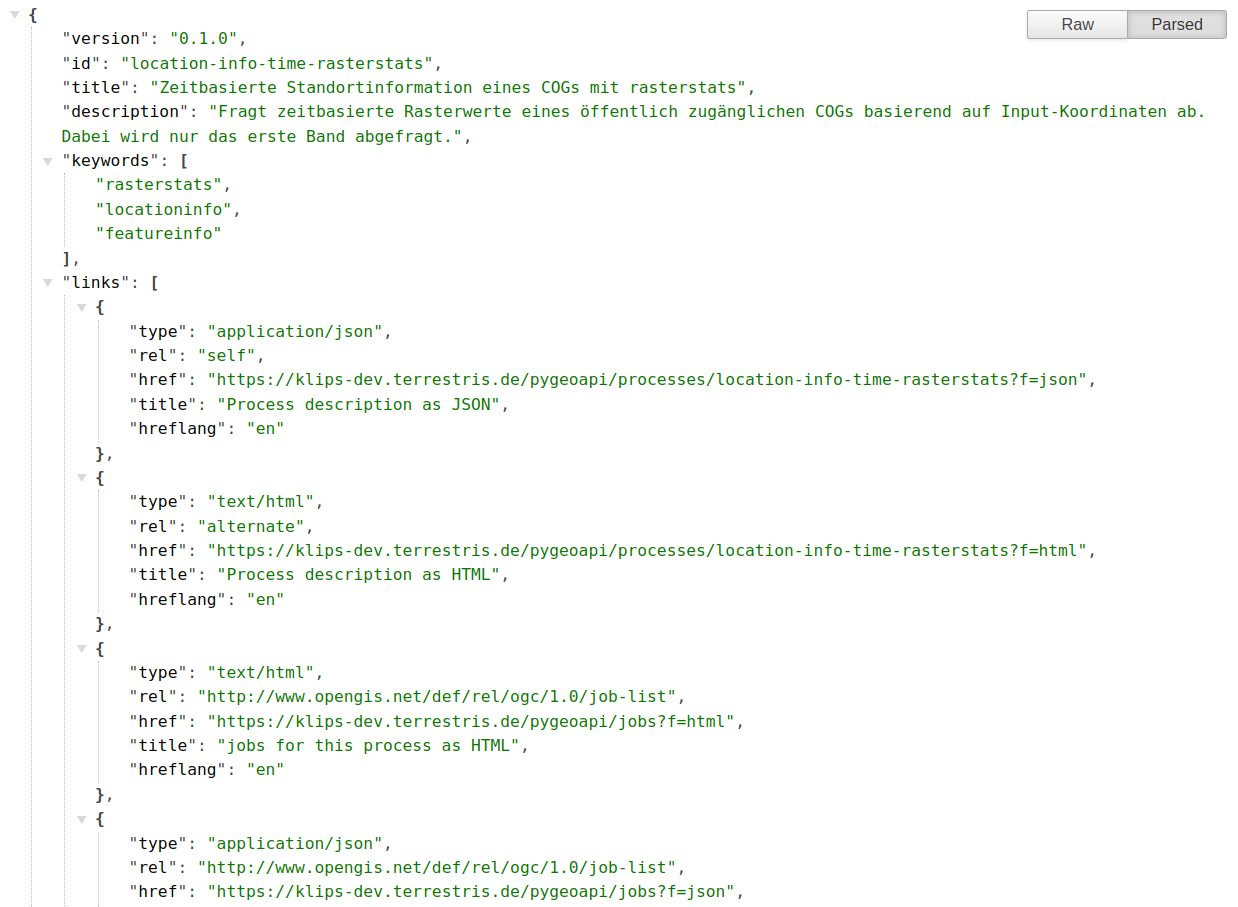 {
Raw Parsed
"version": "0.1.0",
"id": "location-info-time-rasterstats",
"title": "Zeitbasierte Standortinformation eines COGs mit rasterstats",
"description": "Fragt zeitbasierte Rasterwerte eines öffentlich zugänglichen COGs basierend auf Input-Koordinaten ab.
Dabei wird nur das erste Band abgefragt.",
"keywords": [
"rasterstats",
"locationinfo",
"featureinfo"
],
"links": [
{
"type": "application/json",
"rel": "self",
"href": "https://klips-dev.terrestris.de/pygeoapi/processes/location-info-time-rasterstats?f=json",
"title": "Process description as JSON",
"hreflang": "en"
},
{
"type": "text/html",
"rel": "alternate",
"href": "https://klips-dev.terrestris.de/pygeoapi/processes/location-info-time-rasterstats?f=html",
"title": "Process description as HTML",
"hreflang": "en"
},
{
"type": "text/html",
"rel": "http://www.opengis.net/def/rel/ogc/1.0/job-list",
"href": "https://klips-dev.terrestris.de/pygeoapi/jobs?f=html",
"title": "jobs for this process as HTML",
"hreflang": "en"
},
{
"type": "application/json",
"rel": "http://www.opengis.net/def/rel/ogc/1.0/job-list",
"href": "https://klips-dev.terrestris.de/pygeoapi/jobs?f=json",